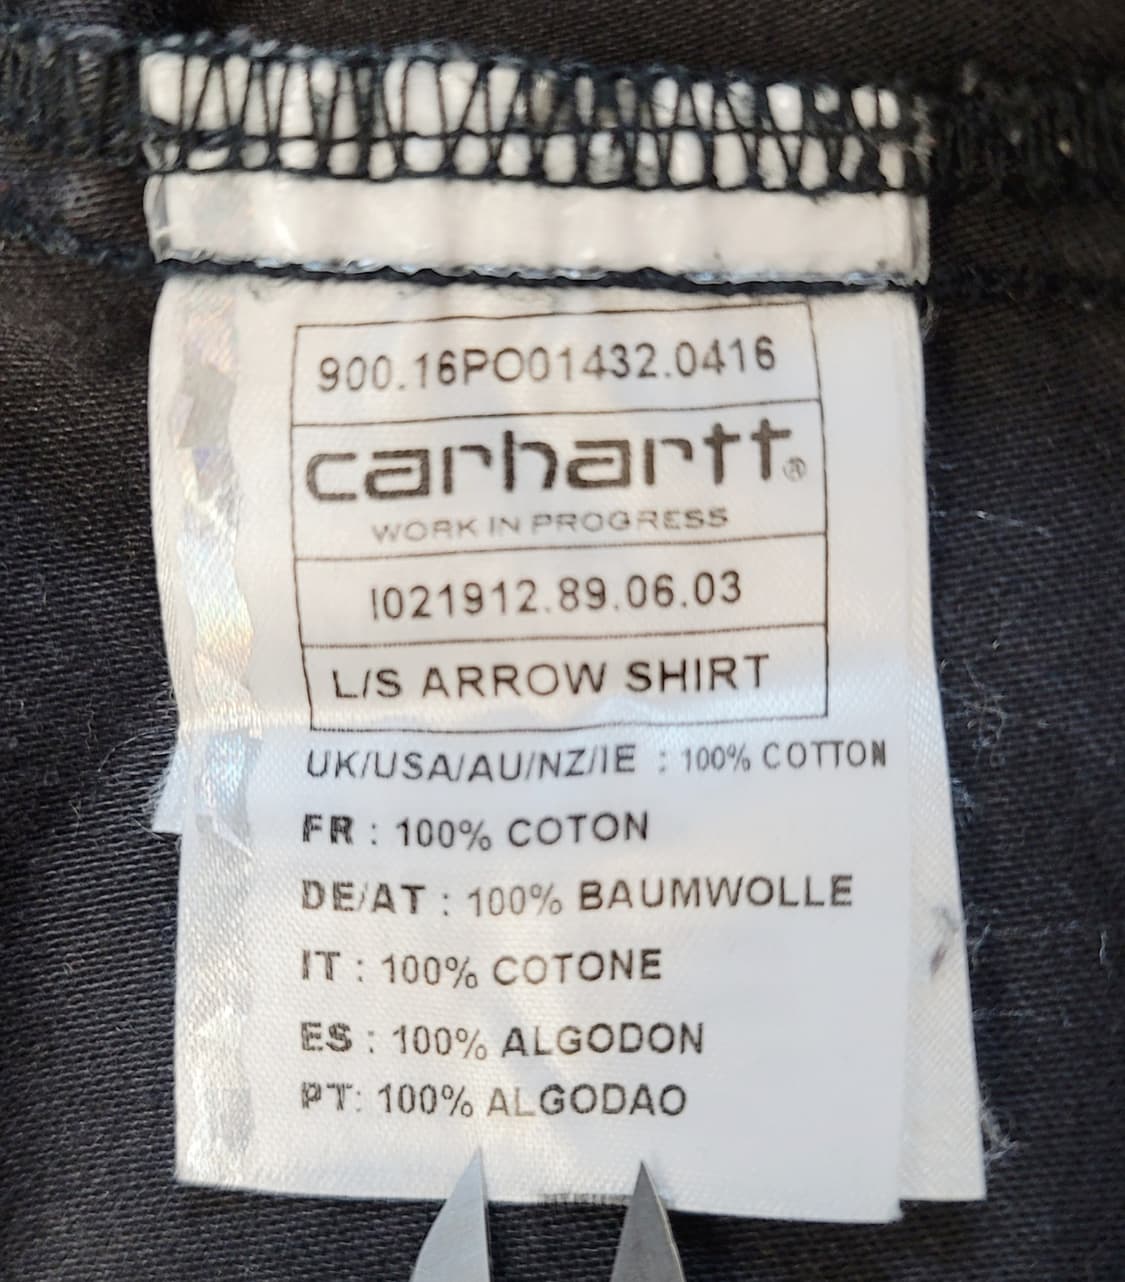 900.16PO01432.0416
carhartt®
WORK IN PROGRESS
I021912.89.06.03
L/S ARROW SHIRT
UK/USA/AU/NZ/IE : 100% COTTON
FR : 100% COTON
DE/AT : 100% BAUMWOLLE
IT : 100% COTONE
ES : 100% ALGODON
PT: 100% ALGODAO